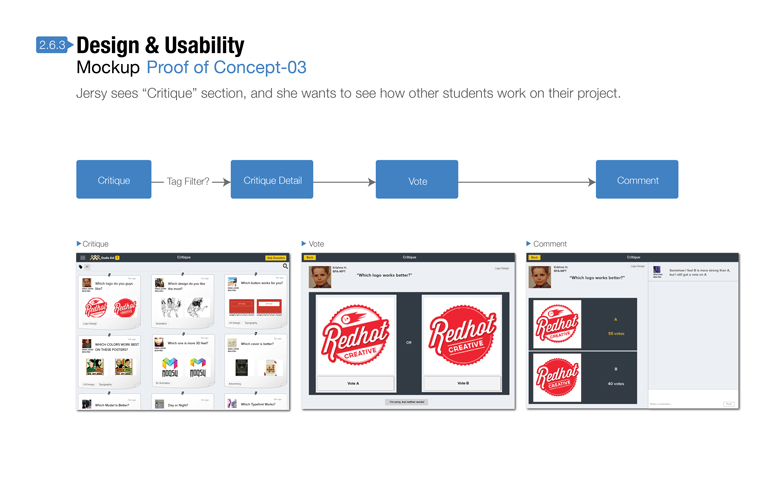 2.6.3
Design & Usability
Mockup Proof of Concept-03
Jersy sees “Critique” section, and she wants to see how other students work on their project.
Critique
Tag Filter?
Critique Detail
Vote
Comment
Critique
Critique
Which logo do you guys like?
Which design do you like the most?
Which button works for you?
WHICH COLORS WORK BEST ON THESE POSTERS?
Which one is more 3D feel?
Which cover is better?
Which Model is Better?
Day or Night?
Which Typeface Works?
Vote
Critique
"Which logo works better?"
Redhot
CREATIVE
OR
Redhot
CREATIVE
Vote A
Vote B
Comment
Critique
"Which logo works better?"
Redhot
CREATIVE
A
55 votes
Redhot
CREATIVE
B
40 votes